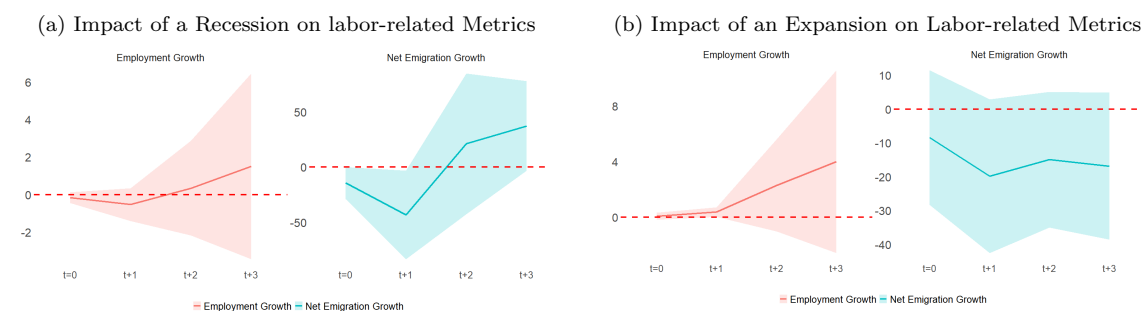 (a) Impact of a Recession on labor-related Metrics
Employment Growth
6
4
2
0
-2
t=0 t+1 t+2 t+3
Net Emigration Growth
50
0
-50
t=0 t+1 t+2 t+3
Employment Growth Net Emigration Growth
(b) Impact of an Expansion on Labor-related Metrics
Employment Growth
8
4
0
t=0 t+1 t+2 t+3
Net Emigration Growth
10
0
-10
-20
-30
-40
t=0 t+1 t+2 t+3
Employment Growth Net Emigration Growth